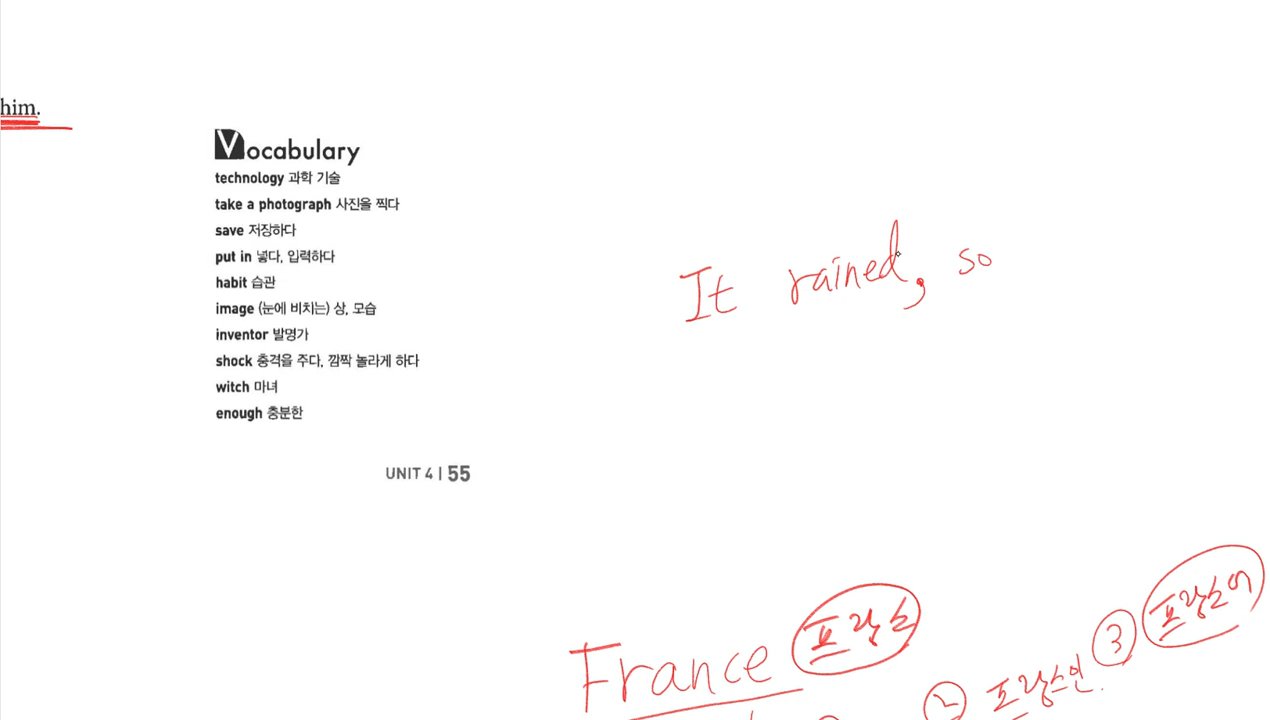 him.
Vocabulary
technology 과학 기술
take a photograph 사진을 찍다
save 저장하다
put in 넣다, 입력하다
habit 습관
image (눈에 비치는) 상, 모습
inventor 발명가
shock 충격을 주다, 깜짝 놀라게 하다
witch 마녀
enough 충분한
UNIT 4 | 55
It rained, so
France 프랑스
② 프랑스인. ③ 프랑스어